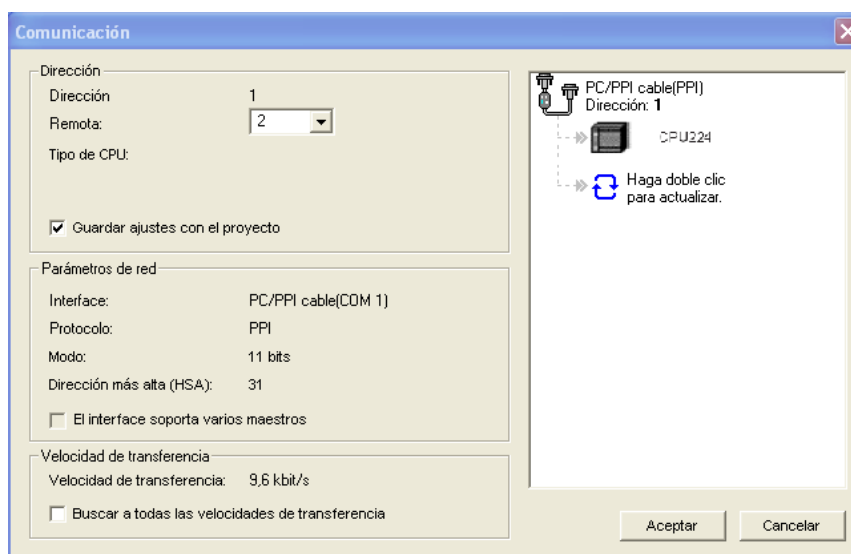 Comunicación
Dirección
Dirección 1
Remota: 2
Tipo de CPU:
Guardar ajustes con el proyecto
Parámetros de red
Interface: PC/PPI cable(COM 1)
Protocolo: PPI
Modo: 11 bits
Dirección más alta (HSA): 31
El interface soporta varios maestros
Velocidad de transferencia
Velocidad de transferencia: 9,6 kbit/s
Buscar a todas las velocidades de transferencia
PC/PPI cable(PPI)
Dirección: 1
CPU224
Haga doble clic
para actualizar.
Aceptar
Cancelar